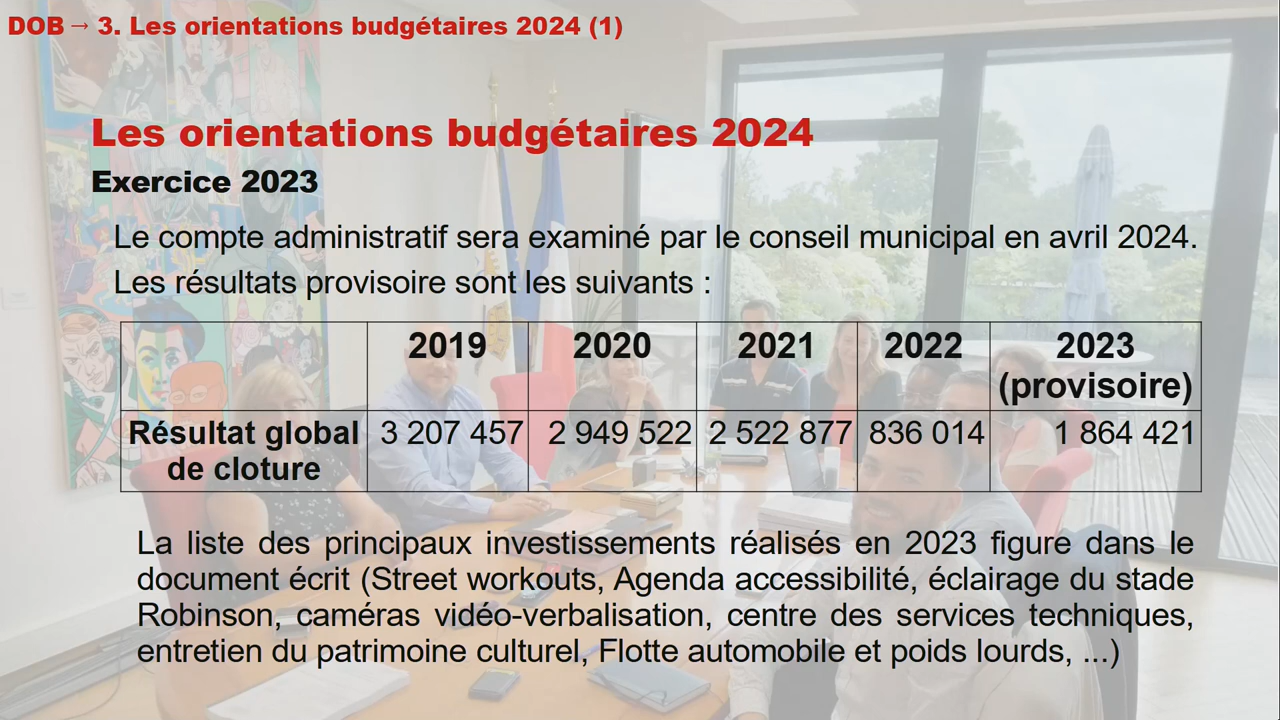 DOB → 3. Les orientations budgétaires 2024 (1)
Les orientations budgétaires 2024
Exercice 2023
Le compte administratif sera examiné par le conseil municipal en avril 2024.
Les résultats provisoire sont les suivants :
2019 2020 2021 2022 2023
(provisoire)
Résultat global 3 207 457 2 949 522 2 522 877 836 014 1 864 421
de cloture
La liste des principaux investissements réalisés en 2023 figure dans le
document écrit (Street workouts, Agenda accessibilité, éclairage du stade
Robinson, caméras vidéo-verbalisation, centre des services techniques,
entretien du patrimoine culturel, Flotte automobile et poids lourds, ...)